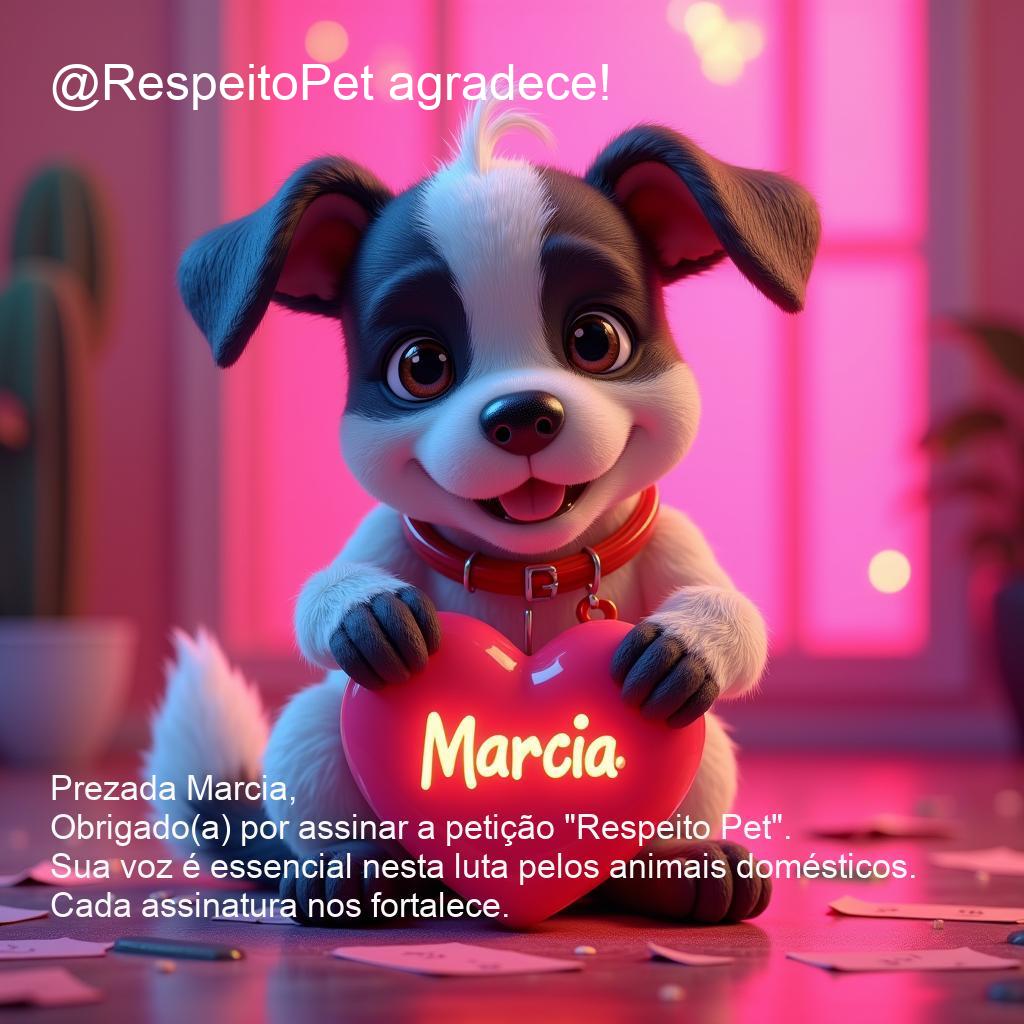 @RespeitoPet agradece!
Marcia
Prezada Marcia,
Obrigado(a) por assinar a petição "Respeito Pet".
Sua voz é essencial nesta luta pelos animais domésticos.
Cada assinatura nos fortalece.